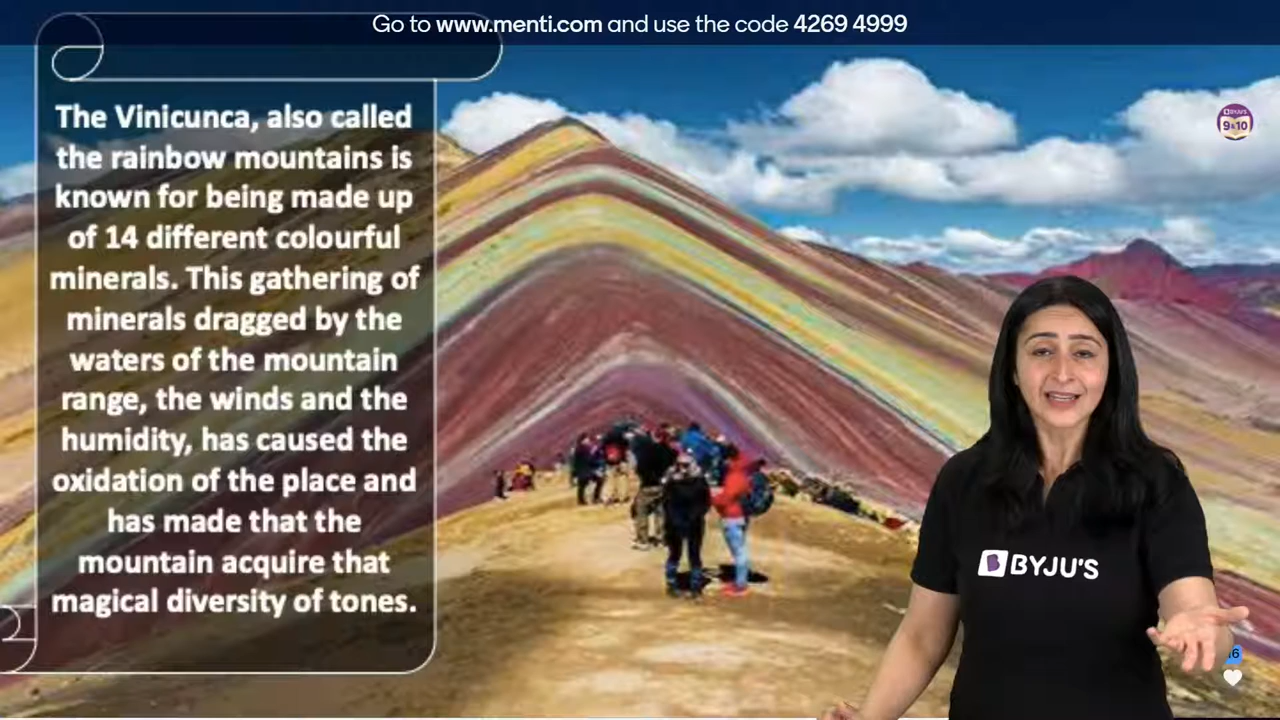 Go to www.menti.com and use the code 4269 4999
The Vinicunca, also called
the rainbow mountains is
known for being made up
of 14 different colourful
minerals. This gathering of
minerals dragged by the
waters of the mountain
range, the winds and the
humidity, has caused the
oxidation of the place and
has made that the
mountain acquire that
magical diversity of tones.
BYJU'S
9&10
BYJU'S